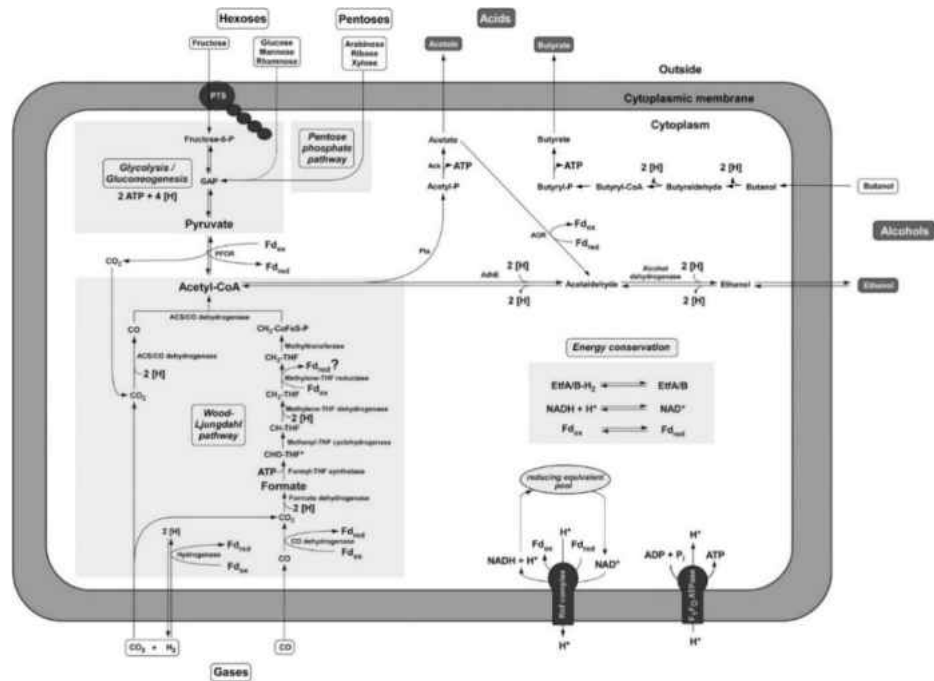 Hexoses
Pentoses
Acids
Fructose
Glucose
Mannose
Rhamnose
Arabinose
Ribose
Xylose
Acetate
Butyrate
Outside
PTS
Cytoplasmic membrane
Cytoplasm
Fructose-6-P
Pentose
phosphate
pathway
Acetate
Butyrate
Glycolysis /
Gluconeogenesis
Ack
ATP
ATP
2 [H]
2 [H]
GAP
Acetyl-P
Butyryl-P
Butyryl-CoA
Butyraldehyde
Butanol
Butanol
2 ATP + 4 [H]
Pyruvate
AOR
Fdox
Fdred
Alcohols
CO2
PFOR
Fdox
Fdred
Pta
Acetyl-CoA
AdhE
2 [H]
2 [H]
Acetaldehyde
Alcohol
dehydrogenase
2 [H]
2 [H]
Ethanol
Ethanol
ACS/CO dehydrogenase
CO
CH3-CoFeS-P
ACS/CO dehydrogenase
Methyltransferase
2 [H]
CH3-THF
Fdred?
Methylene-THF reductase
Fdox
CO2
CH2-THF
Wood-
Ljungdahl
pathway
Methylene-THF dehydrogenase
2 [H]
CH-THF
Methenyl-THF cyclohydrogenase
CHO-THF*
ATP
Formyl-THF synthetase
Formate
Formate dehydrogenase
2 [H]
CO2
2 [H]
Fdred
Hydrogenase
Fdox
Fdred
CO dehydrogenase
Fdox
CO
Energy conservation
EtfA/B-H2
EtfA/B
NADH + H+
NAD+
Fdox
Fdred
reducing equivalent
pool
H+
Fdox
Fdred
NADH + H+
NAD+
Rnf complex
H+
H+
ADP + Pi
ATP
F1FO ATPase
H+
CO2 + H2
CO
Gases